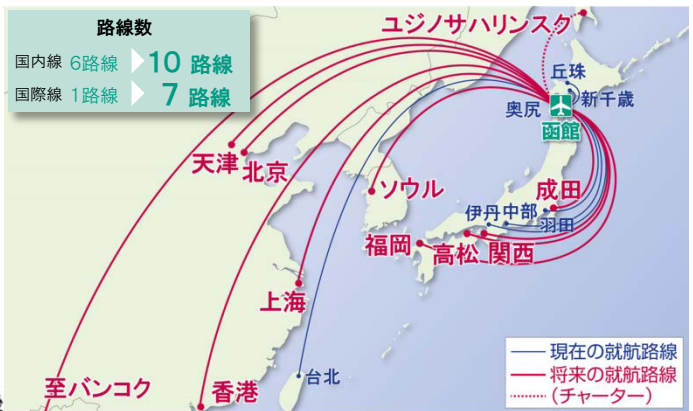 路線数
国内線 6路線 10 路線
国際線 1路線 7 路線
ユジノサハリンスク
丘珠
新千歳
奥尻
函館
天津
北京
ソウル
成田
伊丹
中部
羽田
福岡
高松
関西
上海
台北
至バンコク
香港
現在の就航路線
将来の就航路線
(チャーター)